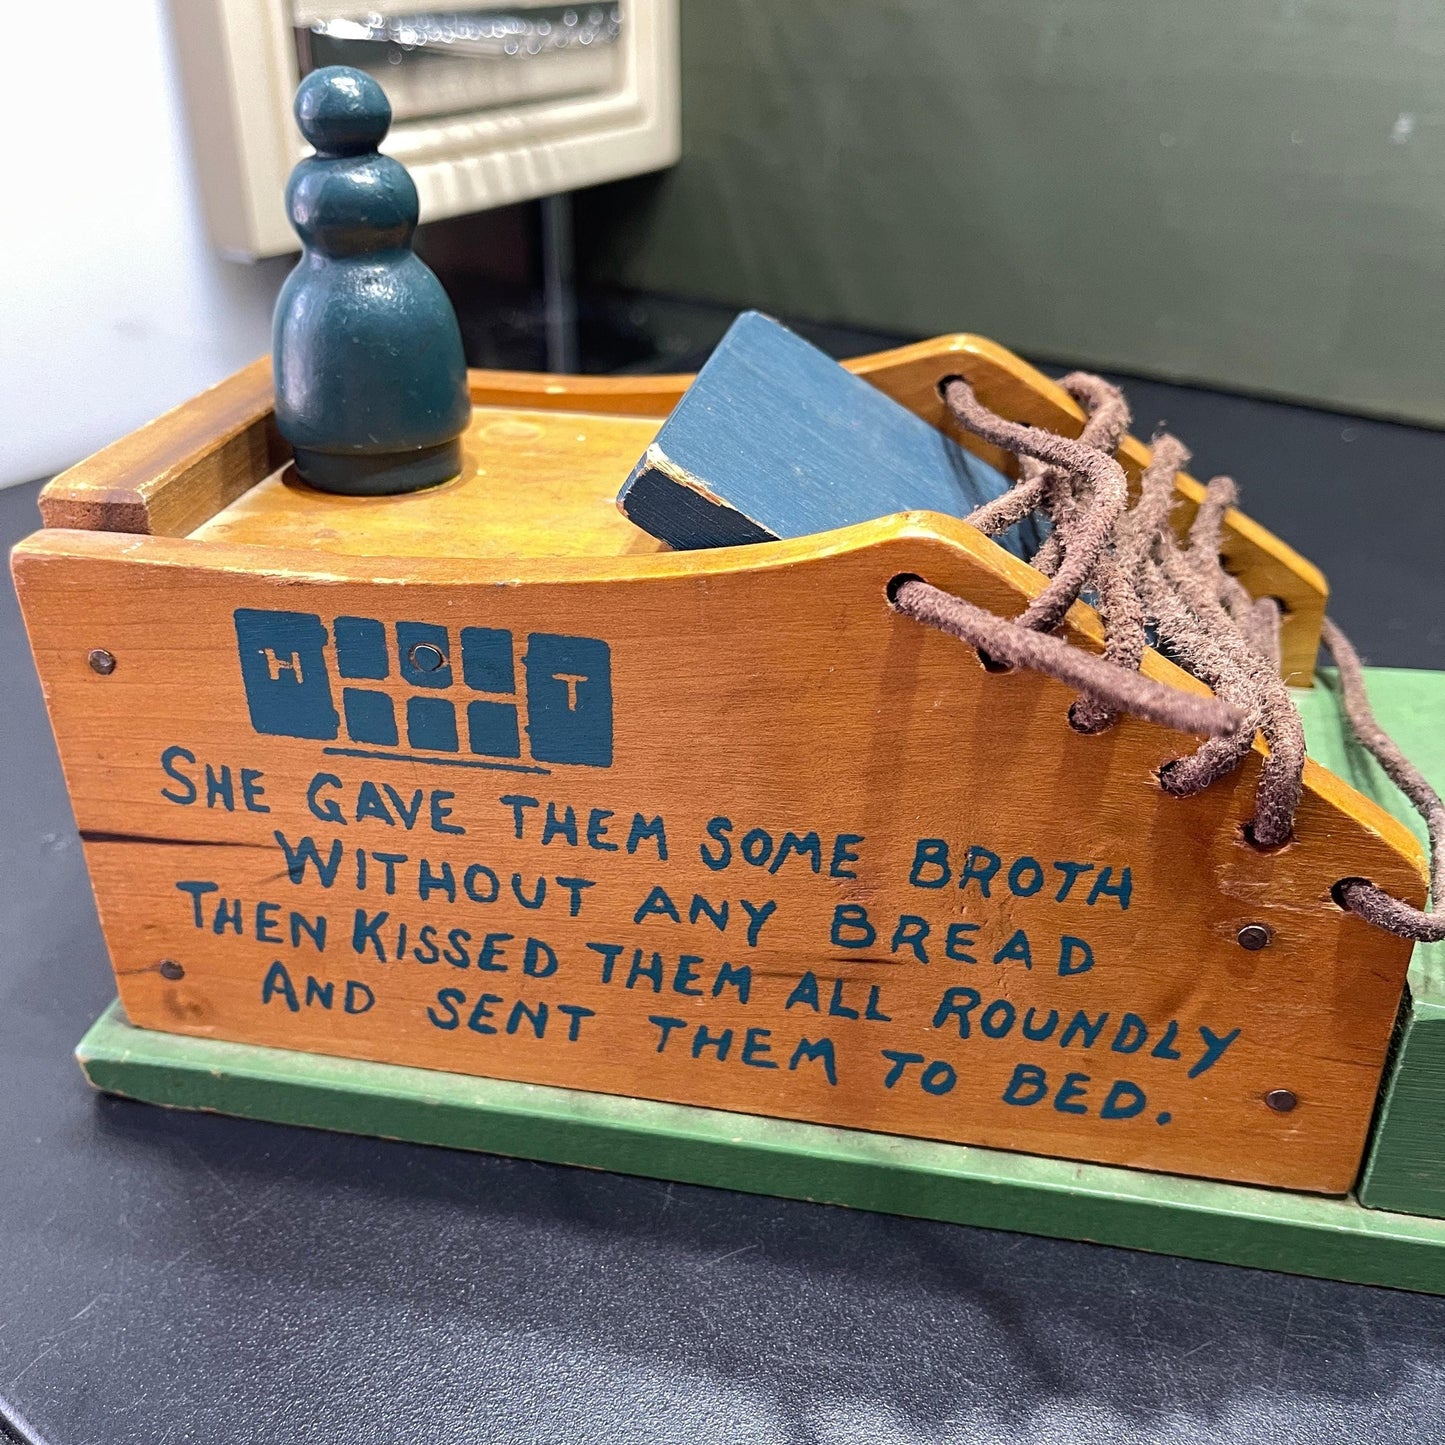 H T
SHE GAVE THEM SOME BROTH
WITHOUT ANY BREAD
THEN KISSED THEM ALL ROUNDLY
AND SENT THEM TO BED.